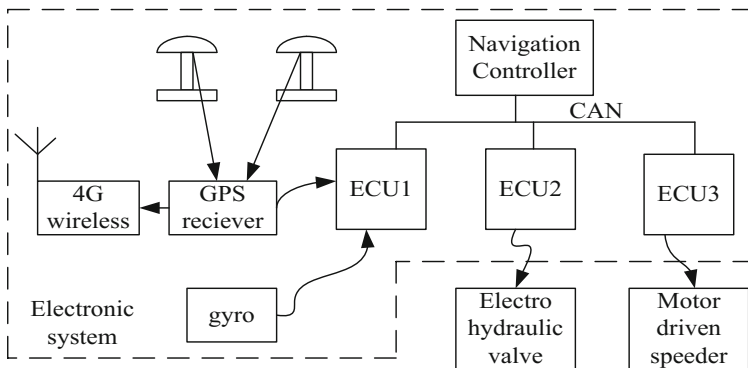 Navigation
Controller
CAN
4G
wireless
GPS
reciever
ECU1
ECU2
ECU3
Electronic
system
gyro
Electro
hydraulic
valve
Motor
driven
speeder